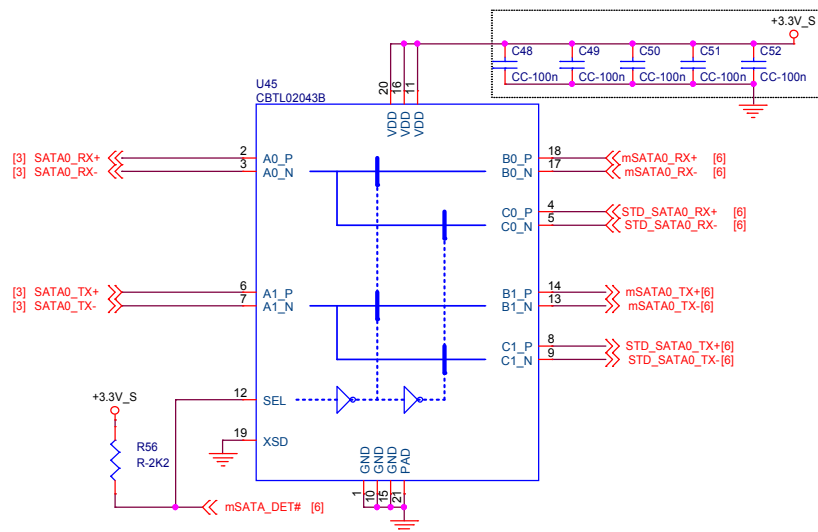 +3.3V_S
C48 C49 C50 C51 C52
CC-100n CC-100n CC-100n CC-100n CC-100n
U45
CBTL02043B
20 16 11
VDD VDD VDD
[3] SATA0_RX+ 2 A0_P B0_P 18 mSATA0_RX+ [6]
[3] SATA0_RX- 3 A0_N B0_N 17 mSATA0_RX- [6]
C0_P 4 STD_SATA0_RX+ [6]
C0_N 5 STD_SATA0_RX- [6]
[3] SATA0_TX+ 6 A1_P B1_P 14 mSATA0_TX+[6]
[3] SATA0_TX- 7 A1_N B1_N 13 mSATA0_TX-[6]
C1_P 8 STD_SATA0_TX+[6]
C1_N 9 STD_SATA0_TX-[6]
+3.3V_S
12 SEL
19 XSD
R56
R-2K2
GND GND GND PAD
1 10 15 21
mSATA_DET# [6]